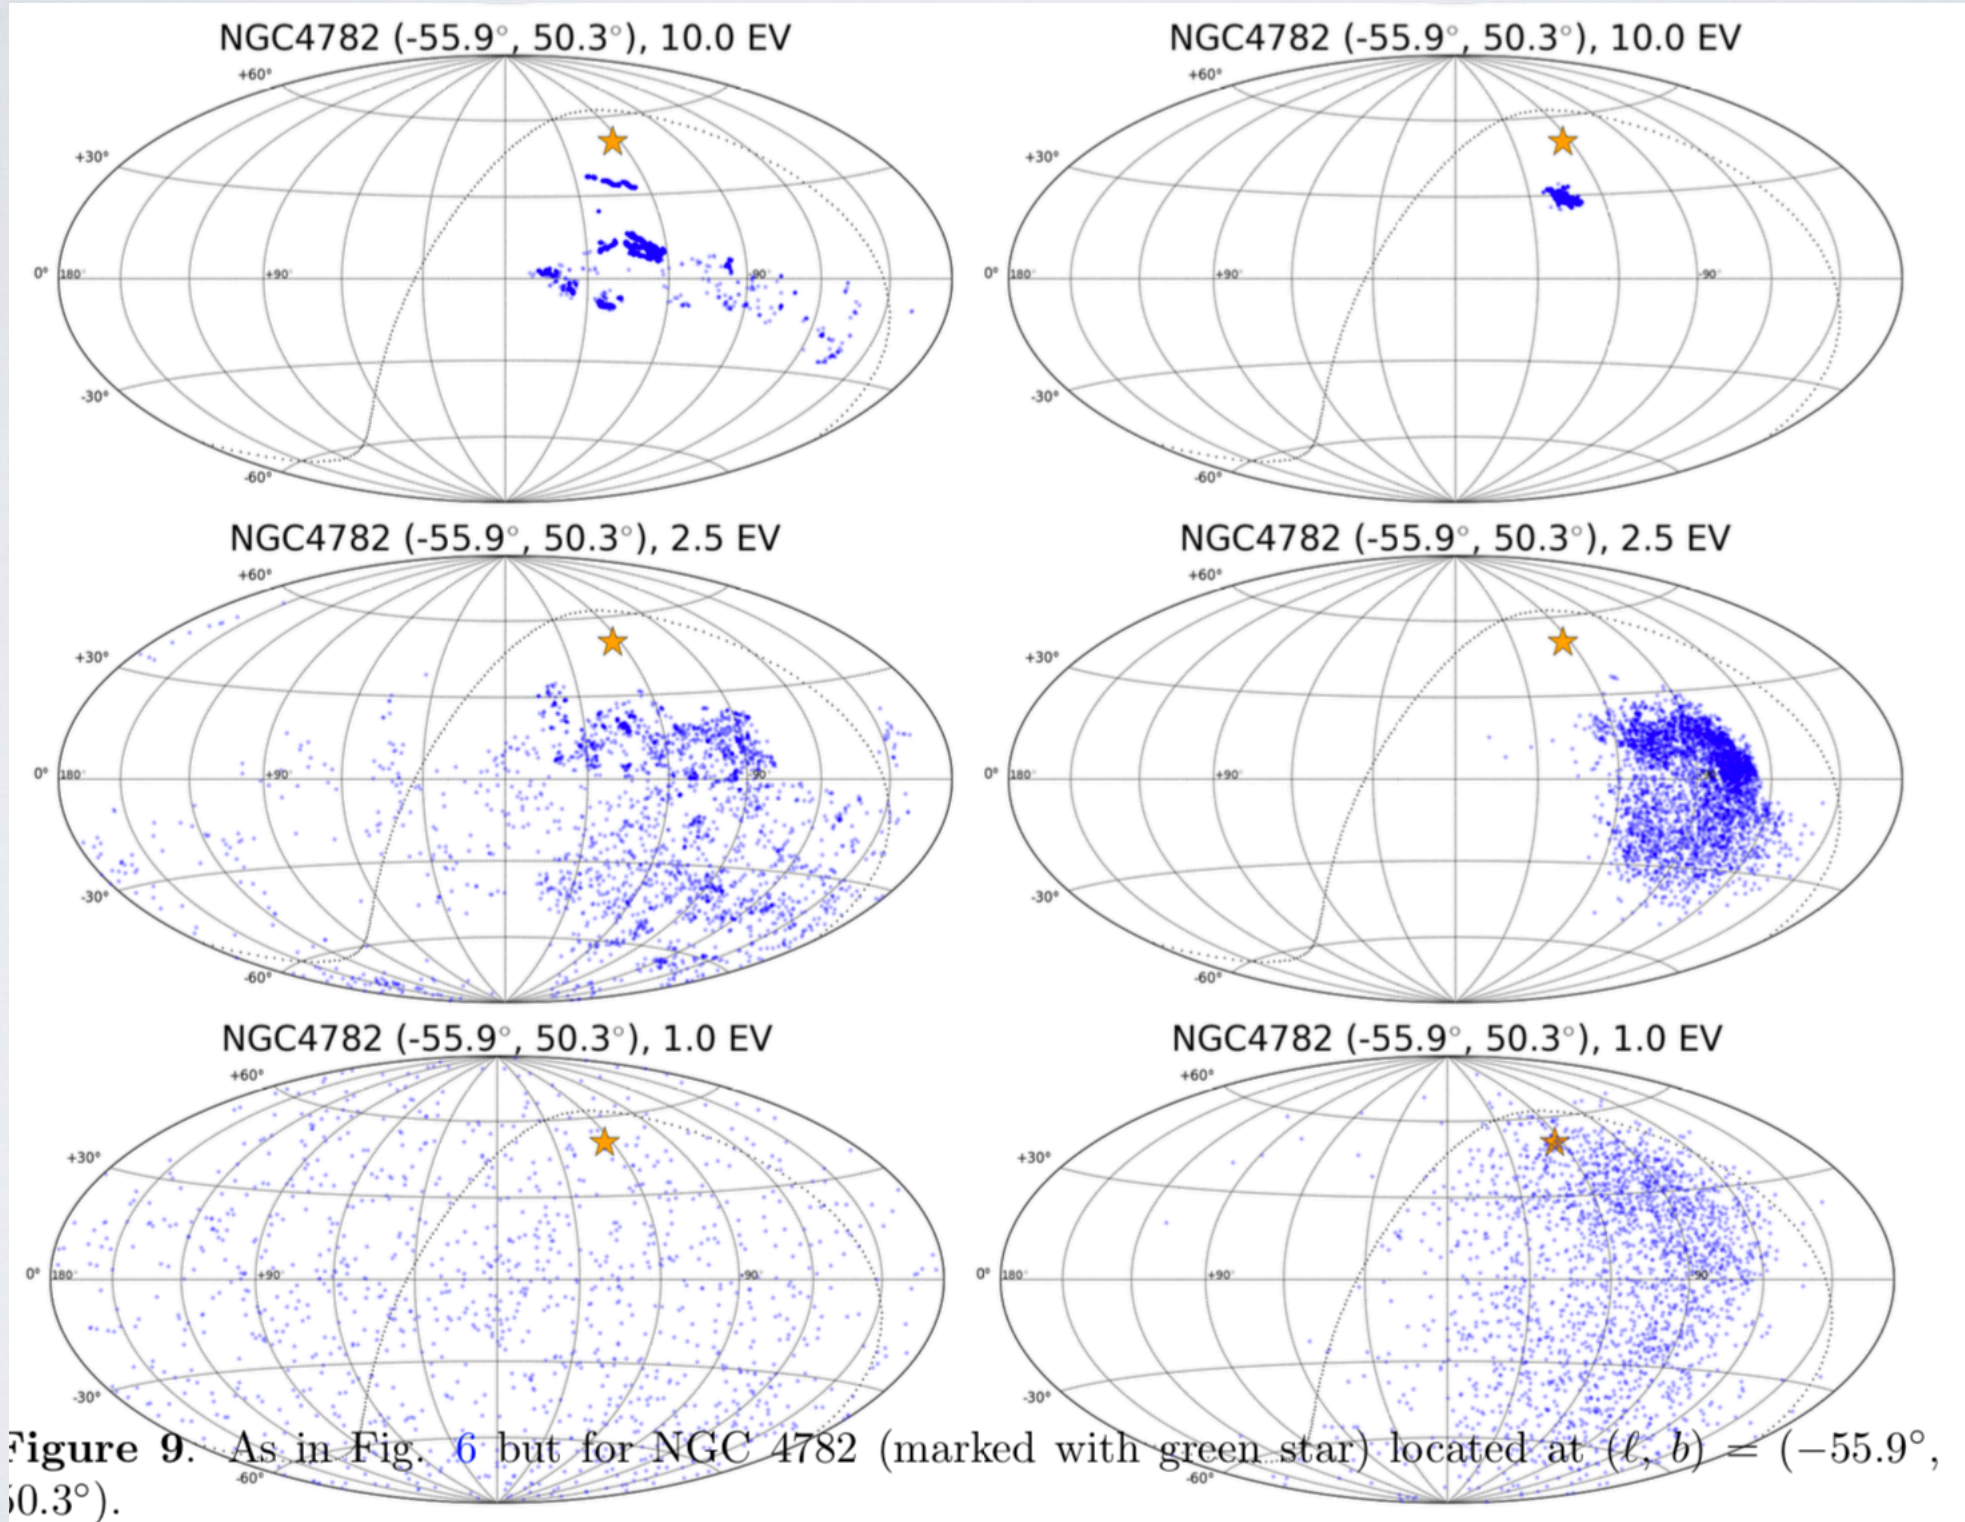 NGC4782 (-55.9°, 50.3°), 10.0 EV
+60°
+30°
0° 180° +90° -90°
-30°
-60°
NGC4782 (-55.9°, 50.3°), 10.0 EV
+60°
+30°
0° 180° +90° -90°
-30°
-60°
NGC4782 (-55.9°, 50.3°), 2.5 EV
+60°
+30°
0° 180° +90° -90°
-30°
-60°
NGC4782 (-55.9°, 50.3°), 2.5 EV
+60°
+30°
0° 180° +90°
-30°
-60°
NGC4782 (-55.9°, 50.3°), 1.0 EV
+60°
+30°
0° 180° +90° -90°
-30°
-60°
NGC4782 (-55.9°, 50.3°), 1.0 EV
+60°
+30°
0° 180° +90° -90°
-30°
-60°
Figure 9. As in Fig. 6 but for NGC 4782 (marked with green star) located at (ℓ, b) = (−55.9°,
50.3°).